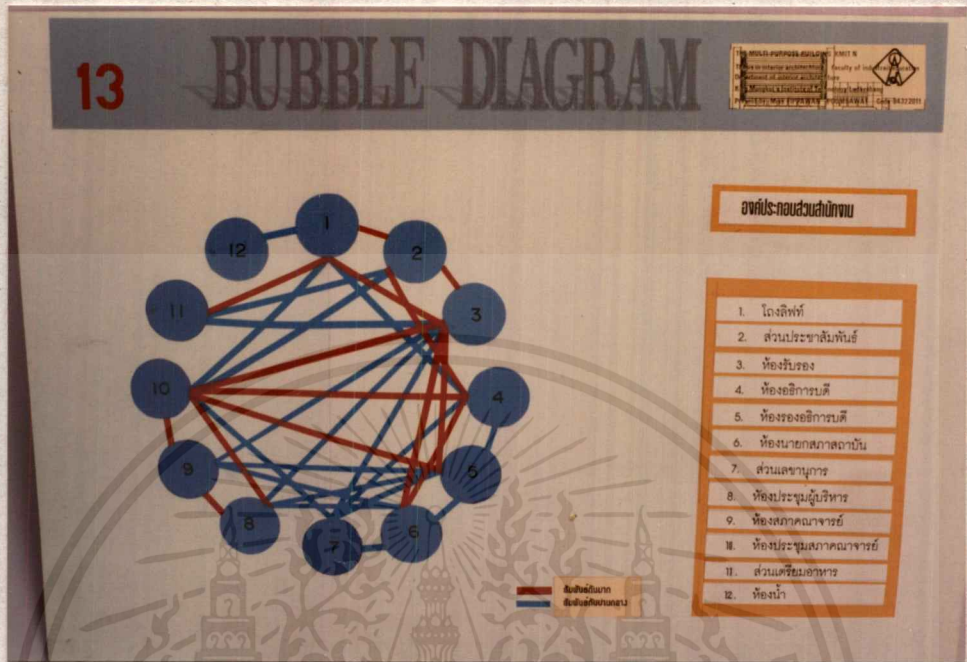 13
BUBBLE DIAGRAM
THE MULTI-PURPOSE BUILDING KMIT N
faculty of
องค์ประกอบส่วนสำนักงาน
1
2
3
4
5
6
7
8
9
10
11
12
1. โถงลิฟท์
2. ส่วนประชาสัมพันธ์
3. ห้องรับรอง
4. ห้องอธิการบดี
5. ห้องรองอธิการบดี
6. ห้องนายกสภาสถาบัน
7. ส่วนเลขานุการ
8. ห้องประชุมผู้บริหาร
9. ห้องสภาคณาจารย์
10. ห้องประชุมสภาคณาจารย์
11. ส่วนเตรียมอาหาร
12. ห้องน้ำ
สัมพันธ์กันมาก
สัมพันธ์กันปานกลาง